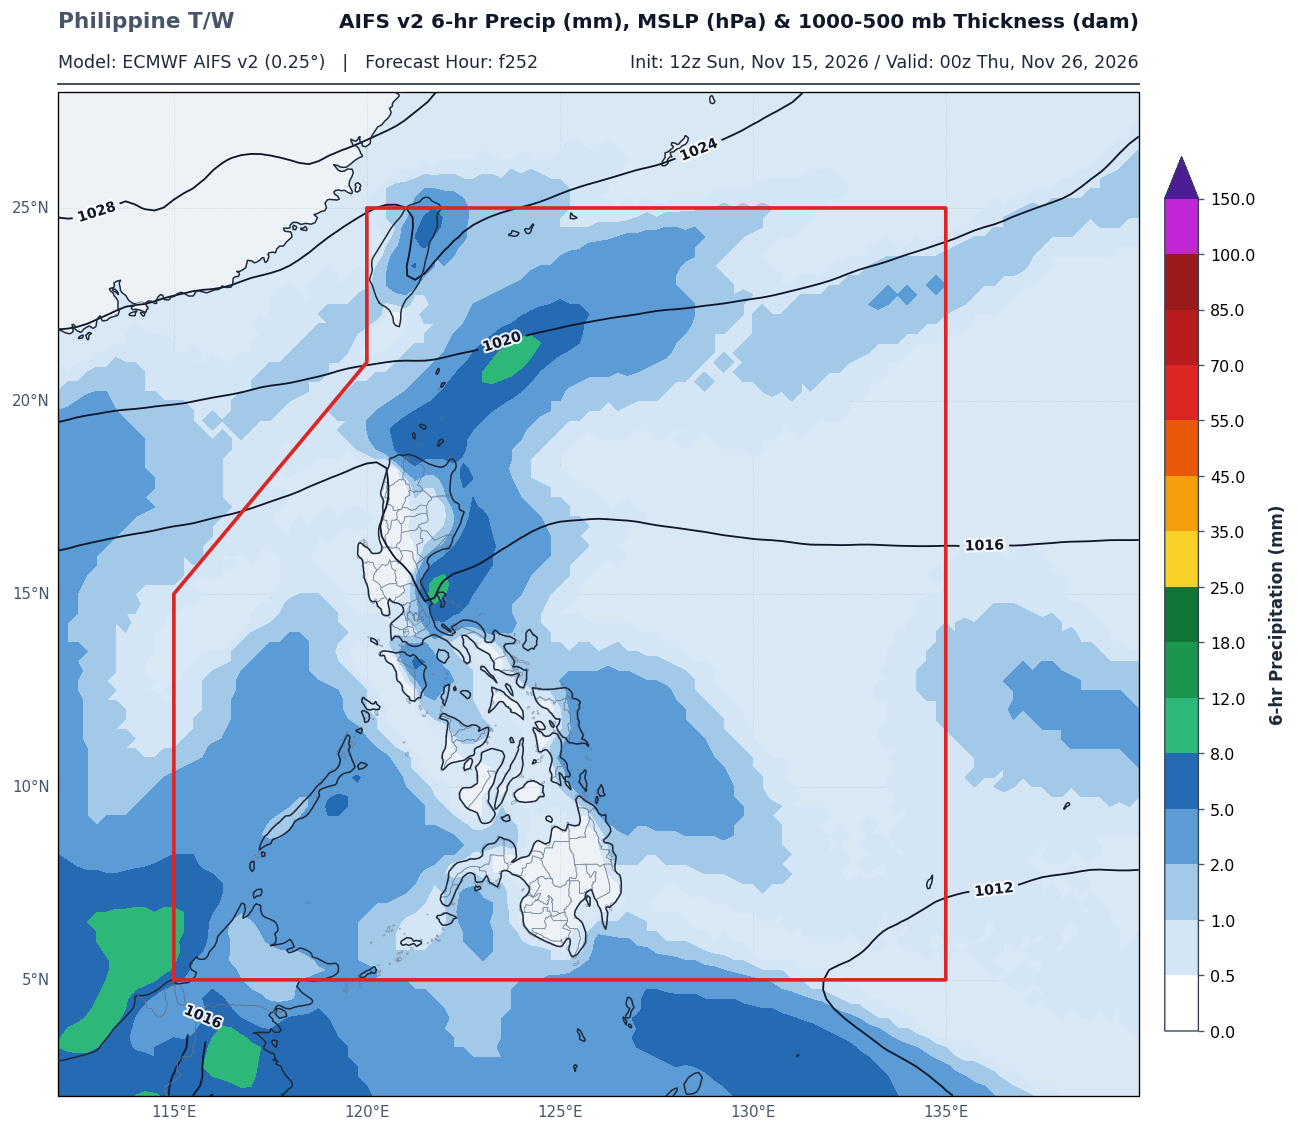 Philippine T/W
AIFS v2 6-hr Precip (mm), MSLP (hPa) & 1000-500 mb Thickness (dam)
Model: ECMWF AIFS v2 (0.25°) | Forecast Hour: f252
Init: 12z Sun, Nov 15, 2026 / Valid: 00z Thu, Nov 26, 2026
1024
1028
1020
1016
1012
1016
25°N
20°N
15°N
10°N
5°N
115°E
120°E
125°E
130°E
135°E
150.0
100.0
85.0
70.0
55.0
45.0
35.0
25.0
18.0
12.0
8.0
5.0
2.0
1.0
0.5
0.0
6-hr Precipitation (mm)